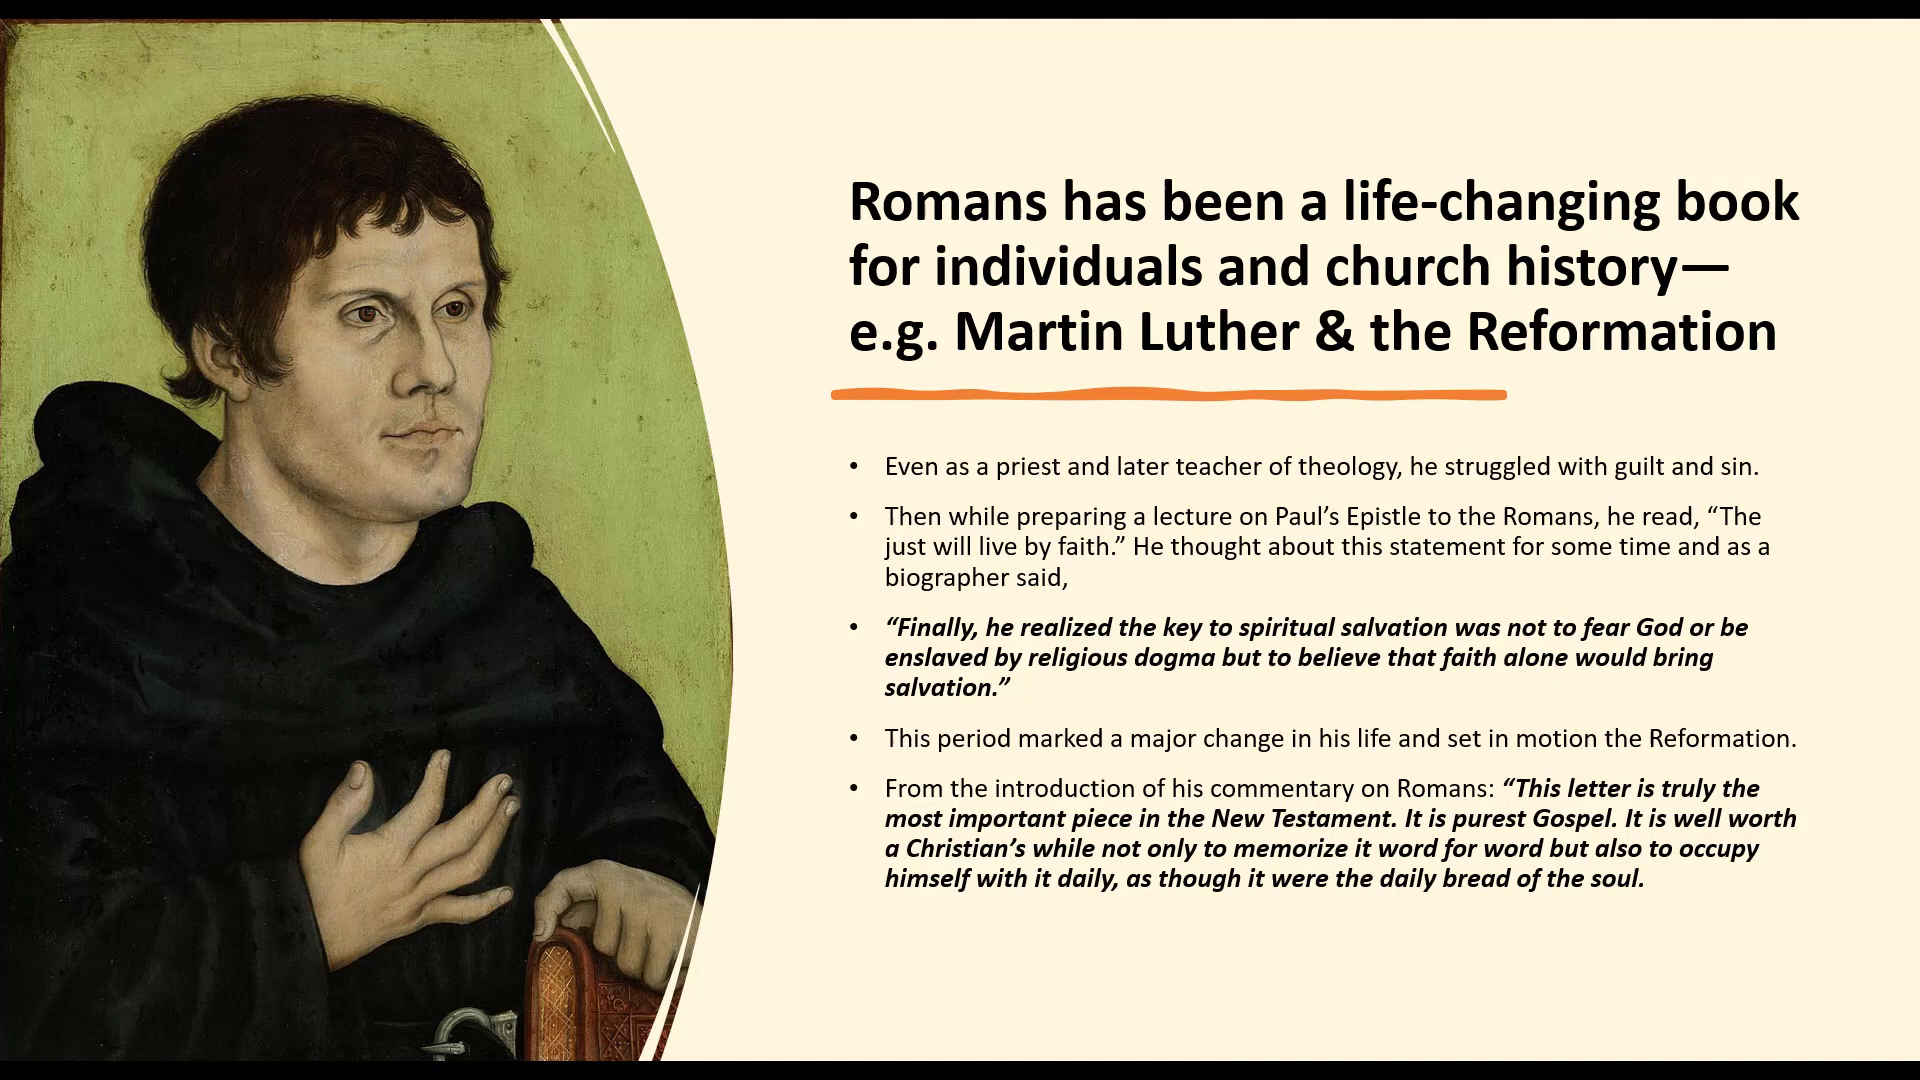 Romans has been a life-changing book
for individuals and church history—
e.g. Martin Luther & the Reformation
• Even as a priest and later teacher of theology, he struggled with guilt and sin.
• Then while preparing a lecture on Paul’s Epistle to the Romans, he read, “The
just will live by faith.” He thought about this statement for some time and as a
biographer said,
• “Finally, he realized the key to spiritual salvation was not to fear God or be
enslaved by religious dogma but to believe that faith alone would bring
salvation.”
• This period marked a major change in his life and set in motion the Reformation.
• From the introduction of his commentary on Romans: “This letter is truly the
most important piece in the New Testament. It is purest Gospel. It is well worth
a Christian’s while not only to memorize it word for word but also to occupy
himself with it daily, as though it were the daily bread of the soul.